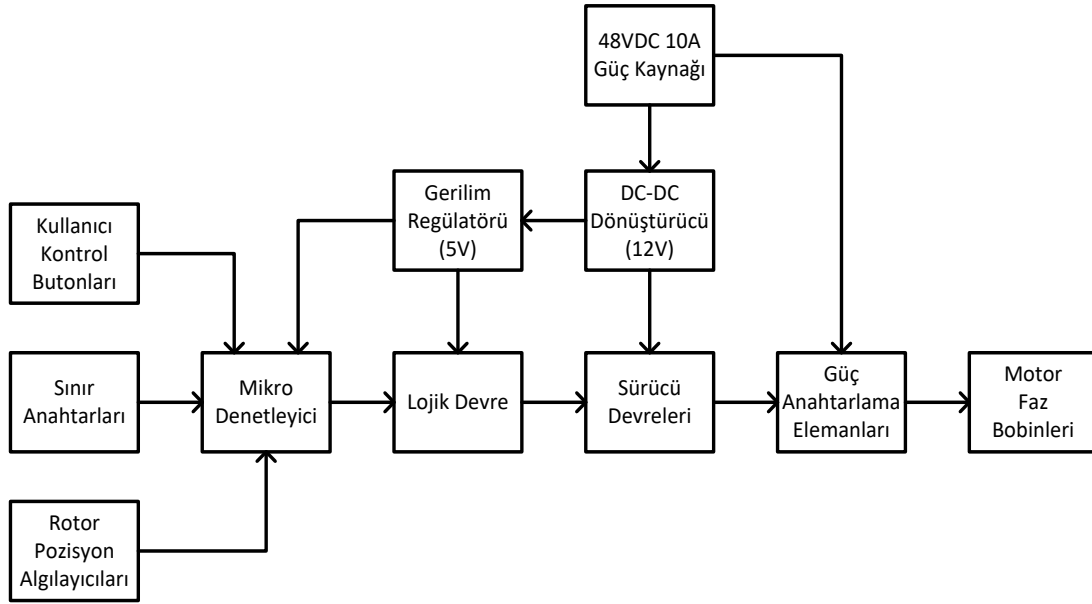 48VDC 10A
Güç Kaynağı
Gerilim
Regülatörü
(5V)
DC-DC
Dönüştürücü
(12V)
Kullanıcı
Kontrol
Butonları
Sınır
Anahtarları
Mikro
Denetleyici
Lojik Devre
Sürücü
Devreleri
Güç
Anahtarlama
Elemanları
Motor
Faz
Bobinleri
Rotor
Pozisyon
Algılayıcıları